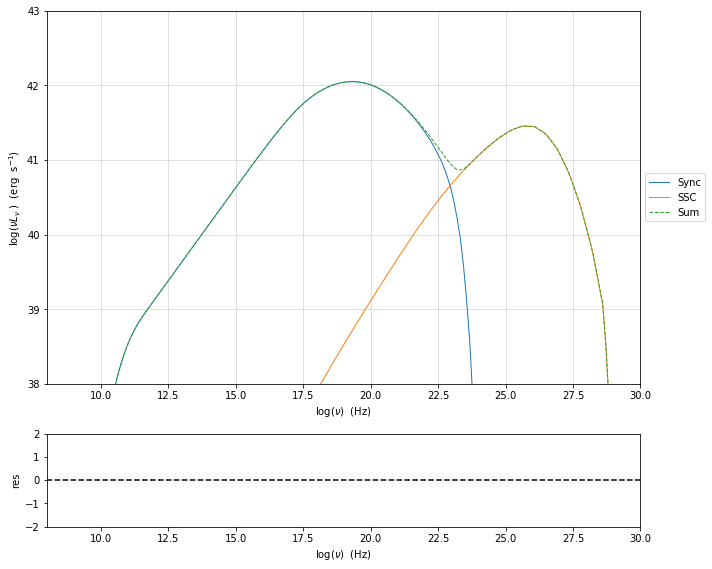 43
42
41
40
39
38
log(νL_ν )  (erg  s⁻¹)
10.0 12.5 15.0 17.5 20.0 22.5 25.0 27.5 30.0
log(ν)  (Hz)
Sync
SSC
Sum
2
1
0
−1
−2
res
10.0 12.5 15.0 17.5 20.0 22.5 25.0 27.5 30.0
log(ν)  (Hz)